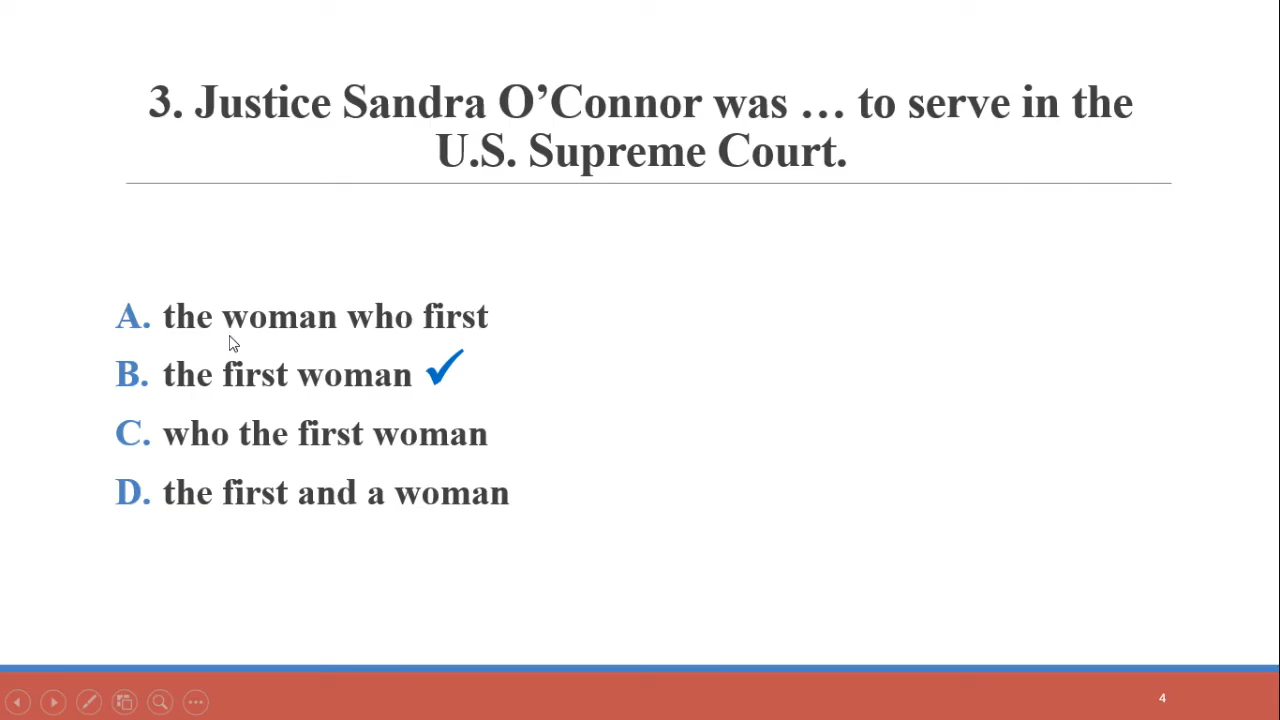 3. Justice Sandra O’Connor was … to serve in the
U.S. Supreme Court.
A. the woman who first
B. the first woman ✓
C. who the first woman
D. the first and a woman
4